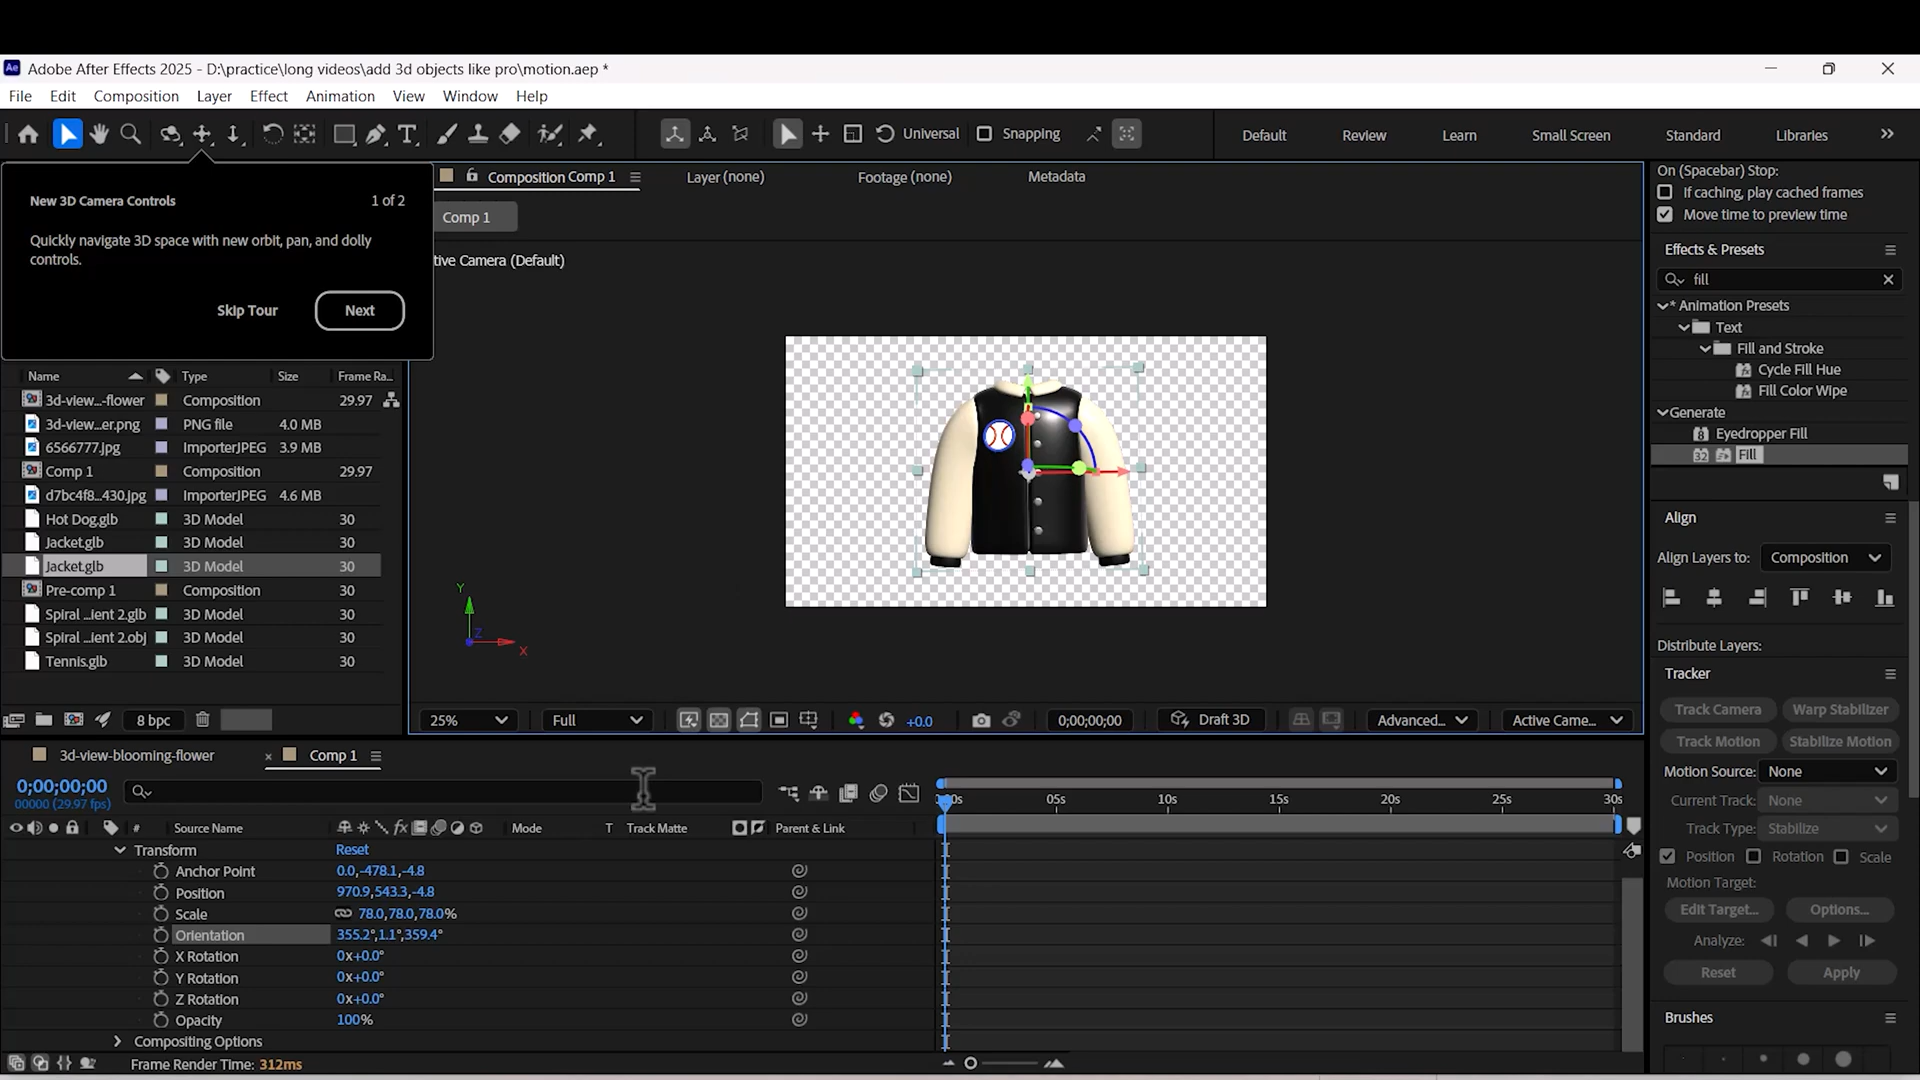 Ae Adobe After Effects 2025 - D:\practice\long videos\add 3d objects like pro\motion.aep *
File Edit Composition Layer Effect Animation View Window Help
Universal Snapping Default Review Learn Small Screen Standard Libraries
New 3D Camera Controls 1 of 2
Quickly navigate 3D space with new orbit, pan, and dolly
controls.
Skip Tour Next
Composition Comp 1 Layer (none) Footage (none) Metadata
Comp 1
tive Camera (Default)
Y
Z
X
Name Type Size Frame Ra...
3d-view...-flower Composition 29.97
3d-view...er.png PNG file 4.0 MB
6566777.jpg ImporterJPEG 3.9 MB
Comp 1 Composition 29.97
d7bc4f8...430.jpg ImporterJPEG 4.6 MB
Hot Dog.glb 3D Model 30
Jacket.glb 3D Model 30
Jacket.glb 3D Model 30
Pre-comp 1 Composition 30
Spiral ...ient 2.glb 3D Model 30
Spiral ...ient 2.obj 3D Model 30
Tennis.glb 3D Model 30
8 bpc
25% Full +0.0 0;00;00;00 Draft 3D Advanced... Active Came...
On (Spacebar) Stop:
If caching, play cached frames
Move time to preview time
Effects & Presets
fill
* Animation Presets
Text
Fill and Stroke
Cycle Fill Hue
Fill Color Wipe
Generate
8 Eyedropper Fill
32 Fill
Align
Align Layers to: Composition
Distribute Layers:
Tracker
Track Camera Warp Stabilizer
Track Motion Stabilize Motion
Motion Source: None
Current Track: None
Track Type: Stabilize
Position Rotation Scale
Motion Target:
Edit Target... Options...
Analyze:
Reset Apply
Brushes
3d-view-blooming-flower Comp 1
0;00;00;00
00000 (29.97 fps)
:00s 05s 10s 15s 20s 25s 30s
# Source Name fx Mode T Track Matte Parent & Link
Transform Reset
Anchor Point 0.0,-478.1,-4.8
Position 970.9,543.3,-4.8
Scale 78.0,78.0,78.0%
Orientation 355.2°,1.1°,359.4°
X Rotation 0x+0.0°
Y Rotation 0x+0.0°
Z Rotation 0x+0.0°
Opacity 100%
Compositing Options
Frame Render Time: 312ms